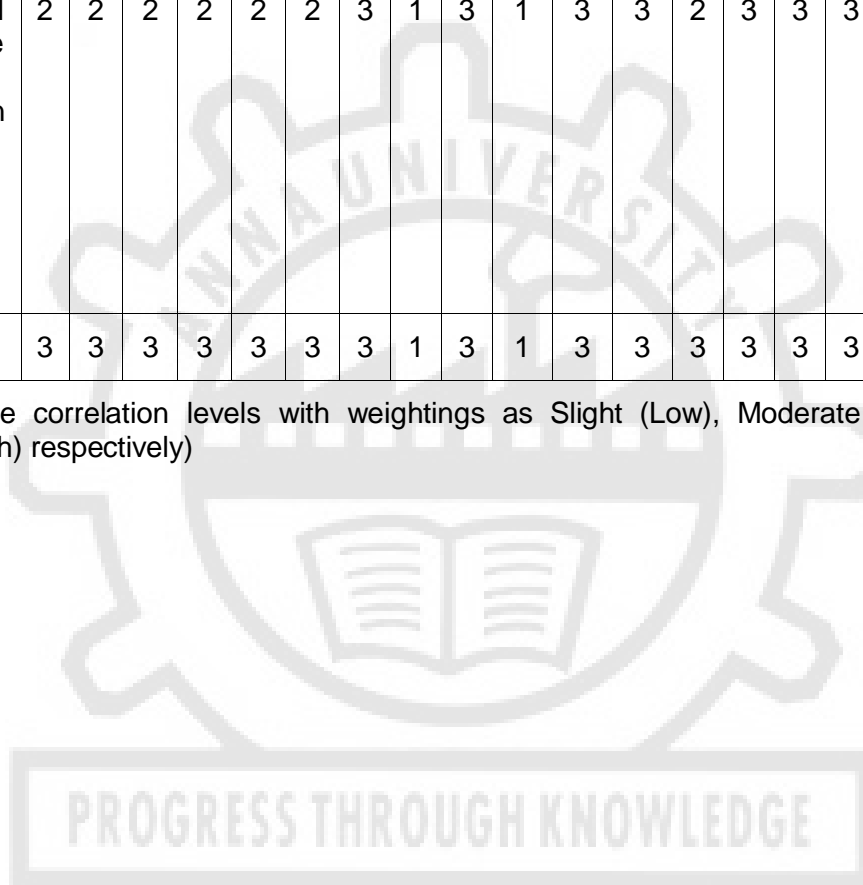 2 2 2 2 2 2 3 1 3 1 3 3 2 3 3 3
3 3 3 3 3 3 3 1 3 1 3 3 3 3 3 3
e correlation levels with weightings as Slight (Low), Moderate
h) respectively)
ANNA UNIVERSITY
PROGRESS THROUGH KNOWLEDGE